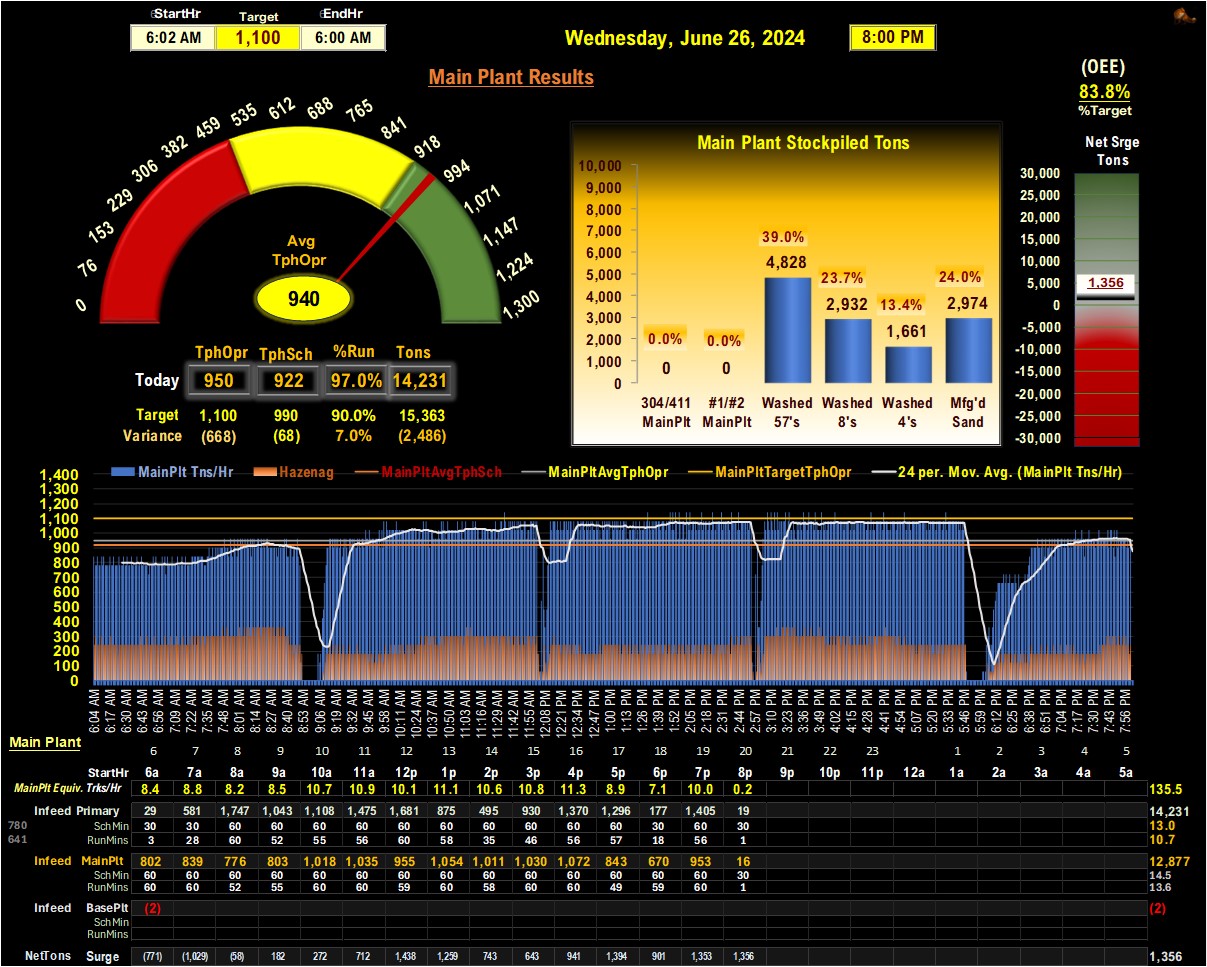 StartHr Target EndHr
6:02 AM 1,100 6:00 AM
Wednesday, June 26, 2024 8:00 PM
Main Plant Results
(OEE)
83.8%
%Target
Net Srge
Tons
0 76 153 229 306 382 459 535 612 688 765 841 918 994 1,071 1,147 1,224 1,300
Avg
TphOpr
940
TphOpr TphSch %Run Tons
Today 950 922 97.0% 14,231
Target 1,100 990 90.0% 15,363
Variance (668) (68) 7.0% (2,486)
Main Plant Stockpiled Tons
10,000
9,000
8,000
7,000
6,000
5,000
4,000
3,000
2,000
1,000
0
0.0% 0.0% 39.0% 23.7% 13.4% 24.0%
0 0 4,828 2,932 1,661 2,974
304/411 #1/#2 Washed Washed Washed Mfg'd
MainPlt MainPlt 57's 8's 4's Sand
30,000
25,000
20,000
15,000
10,000
5,000
1,356
0
-5,000
-10,000
-15,000
-20,000
-25,000
-30,000
MainPlt Tns/Hr Hazenag MainPltAvgTphSch MainPltAvgTphOpr MainPltTargetTphOpr 24 per. Mov. Avg. (MainPlt Tns/Hr)
1,400
1,300
1,200
1,100
1,000
900
800
700
600
500
400
300
200
100
0
6:04 AM 6:17 AM 6:30 AM 6:43 AM 6:56 AM 7:09 AM 7:22 AM 7:35 AM 7:48 AM 8:01 AM 8:14 AM 8:27 AM 8:40 AM 8:53 AM 9:06 AM 9:19 AM 9:32 AM 9:45 AM 9:58 AM 10:11 AM 10:24 AM 10:37 AM 10:50 AM 11:03 AM 11:16 AM 11:29 AM 11:42 AM 11:55 AM 12:08 PM 12:21 PM 12:34 PM 12:47 PM 1:00 PM 1:13 PM 1:26 PM 1:39 PM 1:52 PM 2:05 PM 2:18 PM 2:31 PM 2:44 PM 2:57 PM 3:10 PM 3:23 PM 3:36 PM 3:49 PM 4:02 PM 4:15 PM 4:28 PM 4:41 PM 4:54 PM 5:07 PM 5:20 PM 5:33 PM 5:46 PM 5:59 PM 6:12 PM 6:25 PM 6:38 PM 6:51 PM 7:04 PM 7:17 PM 7:30 PM 7:43 PM 7:56 PM
Main Plant
6 7 8 9 10 11 12 13 14 15 16 17 18 19 20 21 22 23 1 2 3 4 5
StartHr 6a 7a 8a 9a 10a 11a 12p 1p 2p 3p 4p 5p 6p 7p 8p 9p 10p 11p 12a 1a 2a 3a 4a 5a
MainPlt Equiv. Trks/Hr 8.4 8.8 8.2 8.5 10.7 10.9 10.1 11.1 10.6 10.8 11.3 8.9 7.1 10.0 0.2 135.5
Infeed Primary 29 581 1,747 1,043 1,108 1,475 1,681 875 495 930 1,370 1,296 177 1,405 19 14,231
780 SchMin 30 30 60 60 60 60 60 60 60 60 60 60 30 60 30 13.0
641 RunMins 3 28 60 52 55 56 60 58 35 46 56 57 18 56 1 10.7
Infeed MainPlt 802 839 776 803 1,018 1,035 955 1,054 1,011 1,030 1,072 843 670 953 16 12,877
SchMin 60 60 60 60 60 60 60 60 60 60 60 60 60 60 30 14.5
RunMins 60 60 52 55 60 60 59 60 58 60 60 49 59 60 1 13.6
Infeed BasePlt (2) (2)
SchMin
RunMins
NetTons Surge (771) (1,029) (58) 182 272 712 1,438 1,259 743 643 941 1,394 901 1,353 1,356 1,356